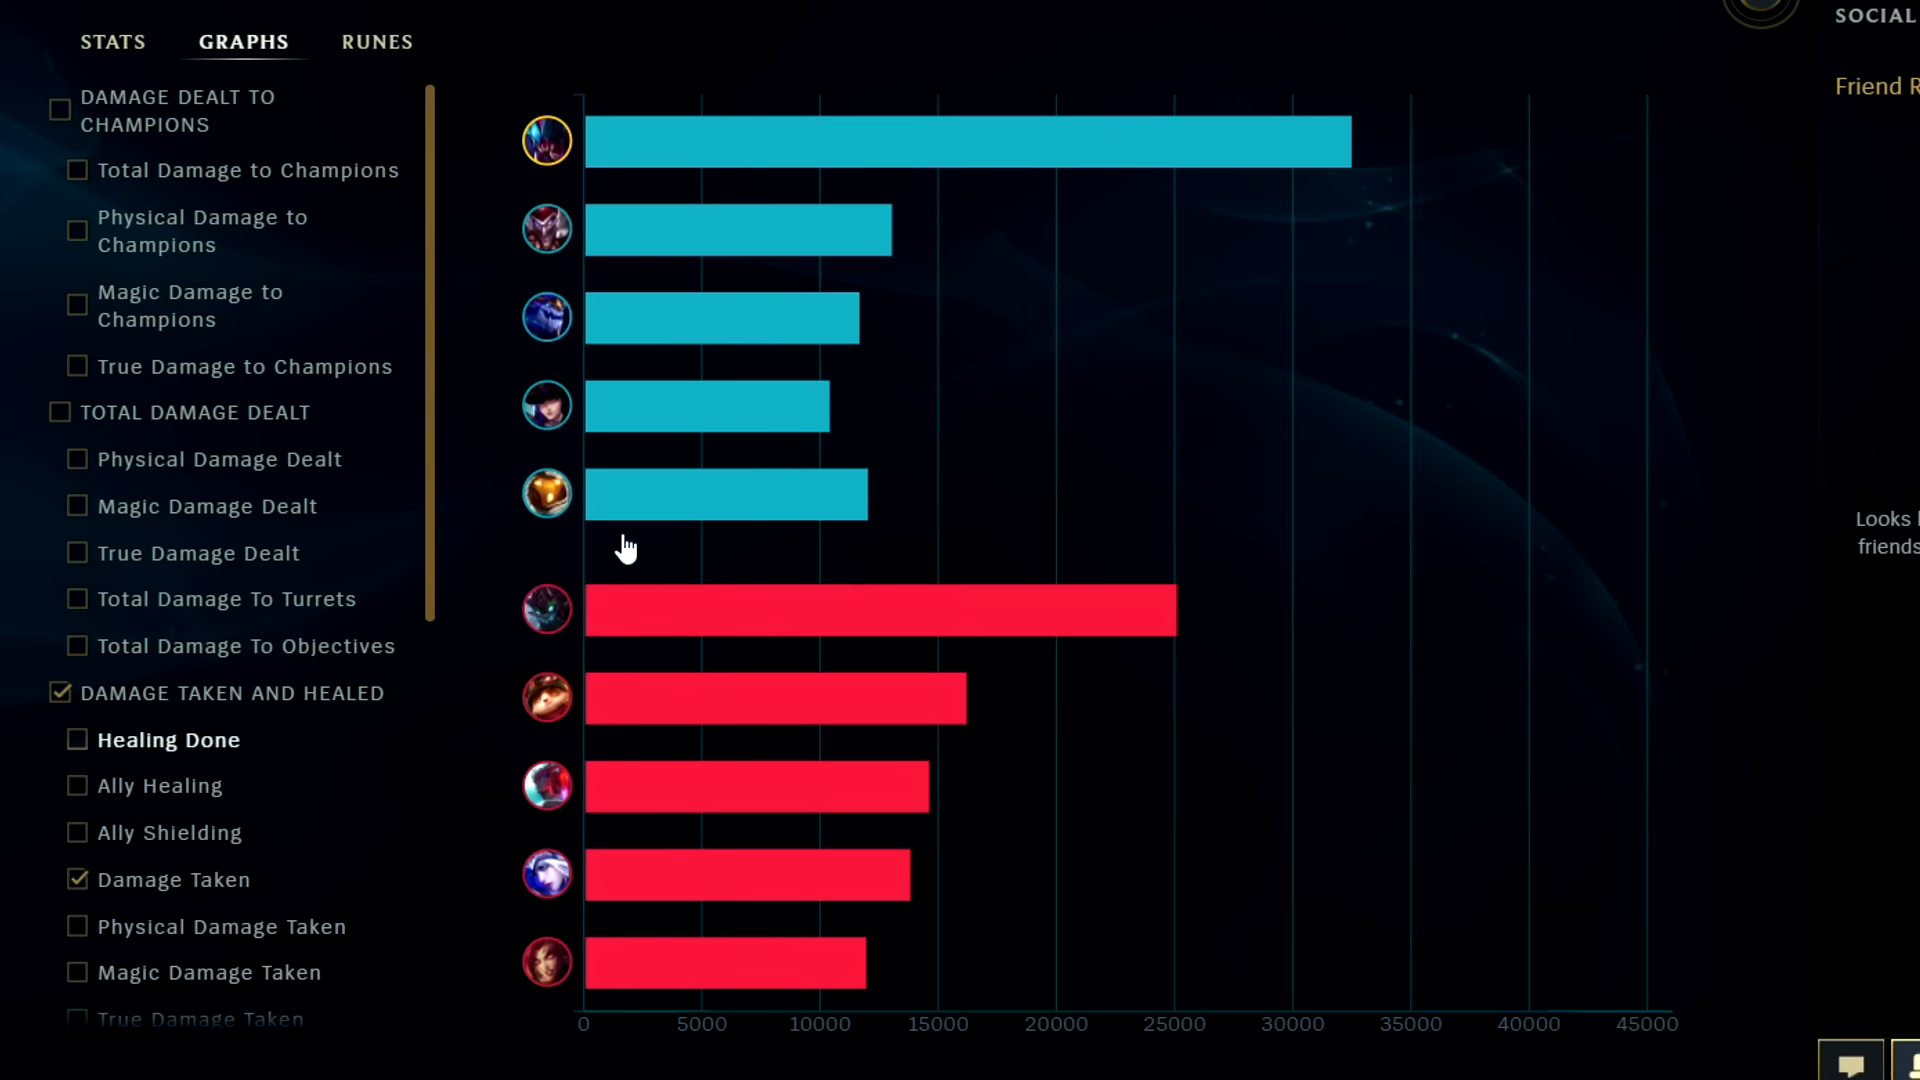 STATS GRAPHS RUNES
SOCIAL
Friend R
DAMAGE DEALT TO
CHAMPIONS
Total Damage to Champions
Physical Damage to
Champions
Magic Damage to
Champions
True Damage to Champions
TOTAL DAMAGE DEALT
Physical Damage Dealt
Magic Damage Dealt
True Damage Dealt
Total Damage To Turrets
Total Damage To Objectives
DAMAGE TAKEN AND HEALED
Healing Done
Ally Healing
Ally Shielding
Damage Taken
Physical Damage Taken
Magic Damage Taken
True Damage Taken
0 5000 10000 15000 20000 25000 30000 35000 40000 45000
Looks
friends